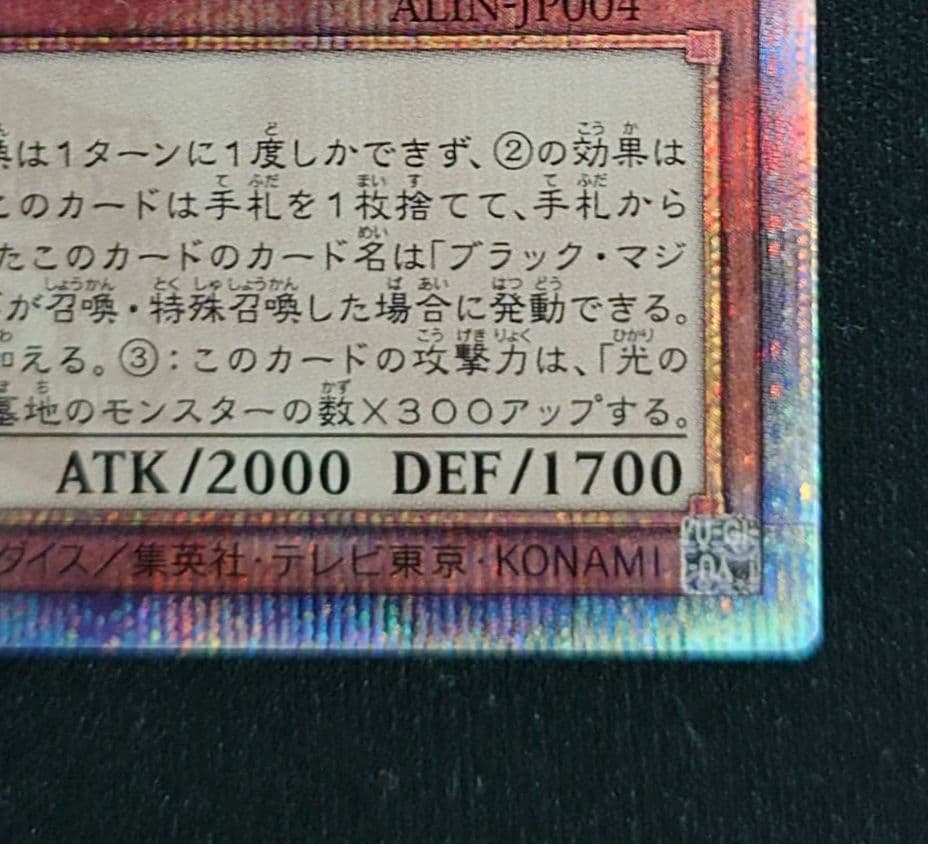 ALIN-JP004
は1ターンに1度しかできず、②の効果は
このカードは手札を1枚捨てて、手札から
たこのカードのカード名は「ブラック・マジ
が召喚・特殊召喚した場合に発動できる。
加える。③：このカードの攻撃力は、「光の
墓地のモンスターの数×300アップする。
ATK/2000 DEF/1700
ダイス/集英社・テレビ東京・KONAMI
YU-GI-OH!